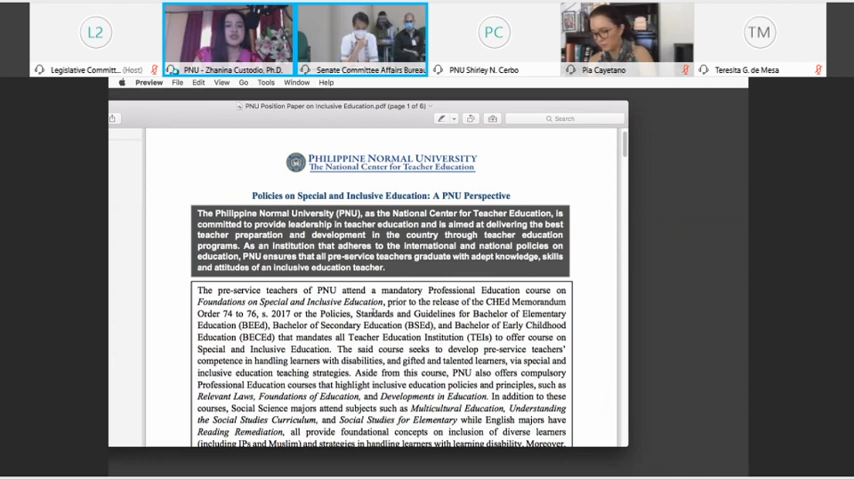 L2
PC
TM
Legislative Committ... (Host)
PNU - Zhanina Custodio, Ph.D.
Senate Committee Affairs Bureau
PNU Shirley N. Cerbo
Pia Cayetano
Teresita G. de Mesa
Preview File Edit View Go Tools Window Help
PNU Position Paper on Inclusive Education.pdf (page 1 of 6)
Search
PHILIPPINE NORMAL UNIVERSITY
The National Center for Teacher Education
Policies on Special and Inclusive Education: A PNU Perspective
The Philippine Normal University (PNU), as the National Center for Teacher Education, is
committed to provide leadership in teacher education and is aimed at delivering the best
teacher preparation and development in the country through teacher education
programs. As an institution that adheres to the international and national policies on
education, PNU ensures that all pre-service teachers graduate with adept knowledge, skills
and attitudes of an inclusive education teacher.
The pre-service teachers of PNU attend a mandatory Professional Education course on
Foundations on Special and Inclusive Education, prior to the release of the CHEd Memorandum
Order 74 to 76, s. 2017 or the Policies, Standards and Guidelines for Bachelor of Elementary
Education (BEEd), Bachelor of Secondary Education (BSEd), and Bachelor of Early Childhood
Education (BECEd) that mandates all Teacher Education Institution (TEIs) to offer course on
Special and Inclusive Education. The said course seeks to develop pre-service teachers'
competence in handling learners with disabilities, and gifted and talented learners, via special and
inclusive education teaching strategies. Aside from this course, PNU also offers compulsory
Professional Education courses that highlight inclusive education policies and principles, such as
Relevant Laws, Foundations of Education, and Developments in Education. In addition to these
courses, Social Science majors attend subjects such as Multicultural Education, Understanding
the Social Studies Curriculum, and Social Studies for Elementary while English majors have
Reading Remediation, all provide foundational concepts on inclusion of diverse learners
(including IPs and Muslim) and strategies in handling learners with learning disability. Moreover,